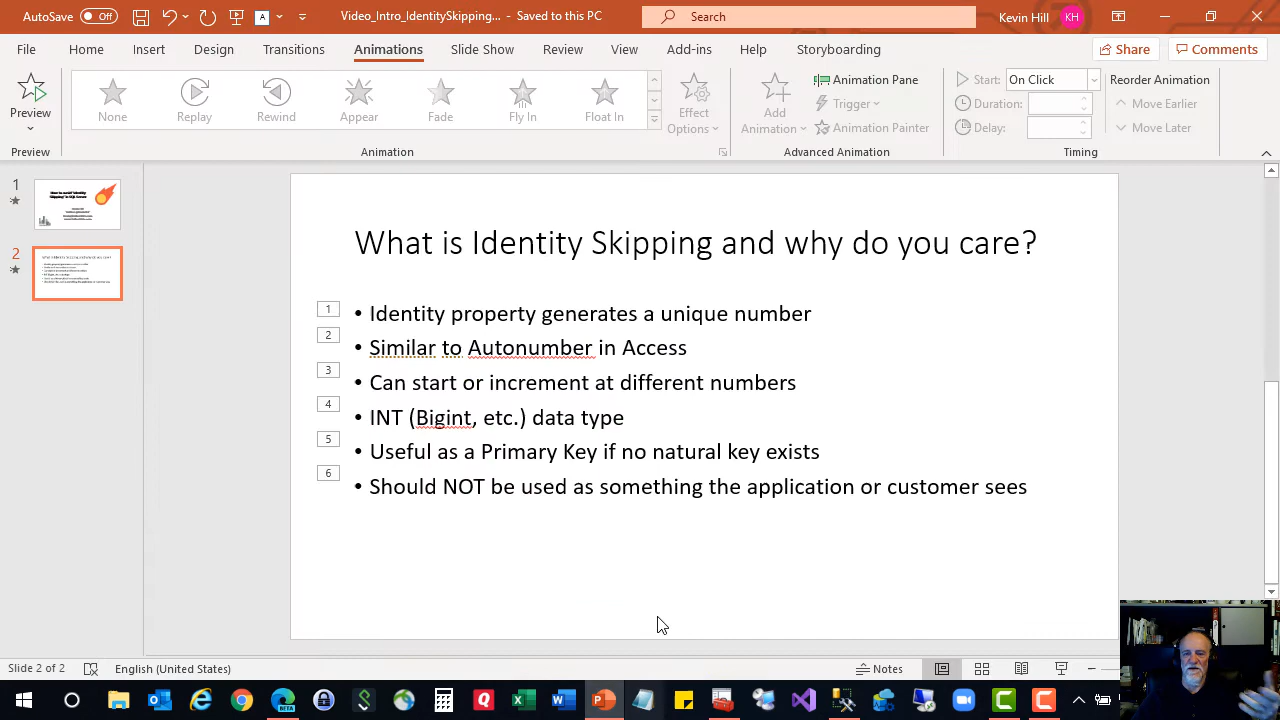 AutoSave Off Video_Intro_IdentitySkipping... - Saved to this PC Search Kevin Hill KH
File Home Insert Design Transitions Animations Slide Show Review View Add-ins Help Storyboarding Share Comments
Preview
None Replay Rewind Appear Fade Fly In Float In
Effect Options
Add Animation
Animation Pane
Trigger
Animation Painter
Start: On Click
Duration:
Delay:
Reorder Animation
Move Earlier
Move Later
Preview Animation Advanced Animation Timing
1
2
What is Identity Skipping and why do you care?
1 • Identity property generates a unique number
2 • Similar to Autonumber in Access
3 • Can start or increment at different numbers
4 • INT (Bigint, etc.) data type
5 • Useful as a Primary Key if no natural key exists
6 • Should NOT be used as something the application or customer sees
Slide 2 of 2 English (United States) Notes
BETA